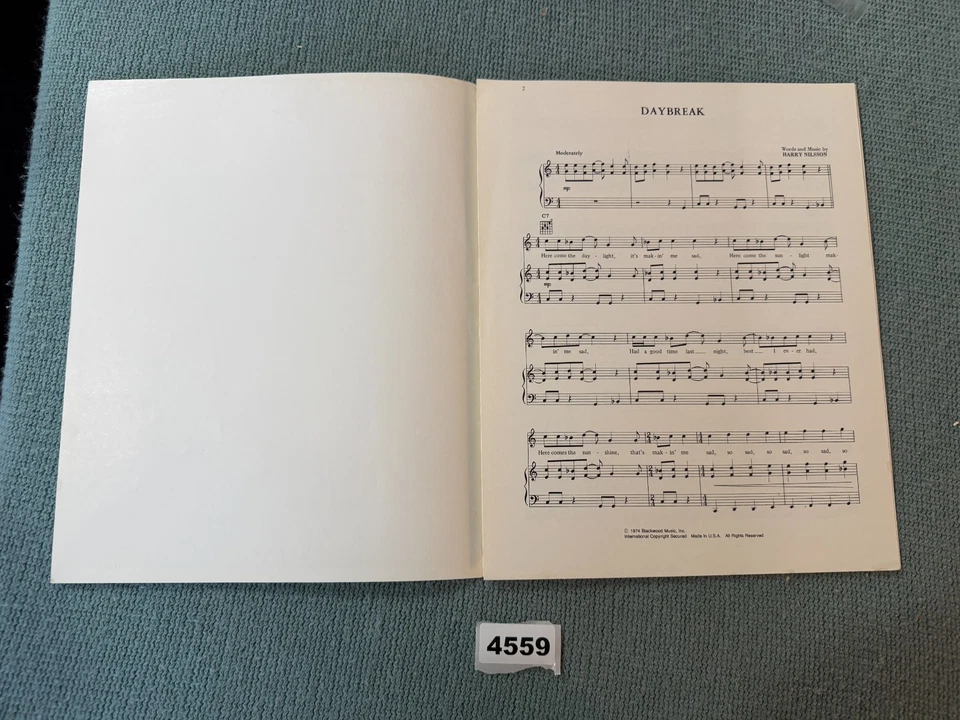 2
DAYBREAK
Words and Music by
HARRY NILSSON
Moderately
mp
C7
Here come the day - light, it's mak-in' me sad, Here come the sun - light mak-
mp
in' me sad, Had a good time last night, best I ev-er had,
Here comes the sun - shine, that's mak-in' me sad, so sad, so sad, so sad, so
© 1974 Blackwood Music, Inc.
International Copyright Secured Made in U.S.A. All Rights Reserved
4559